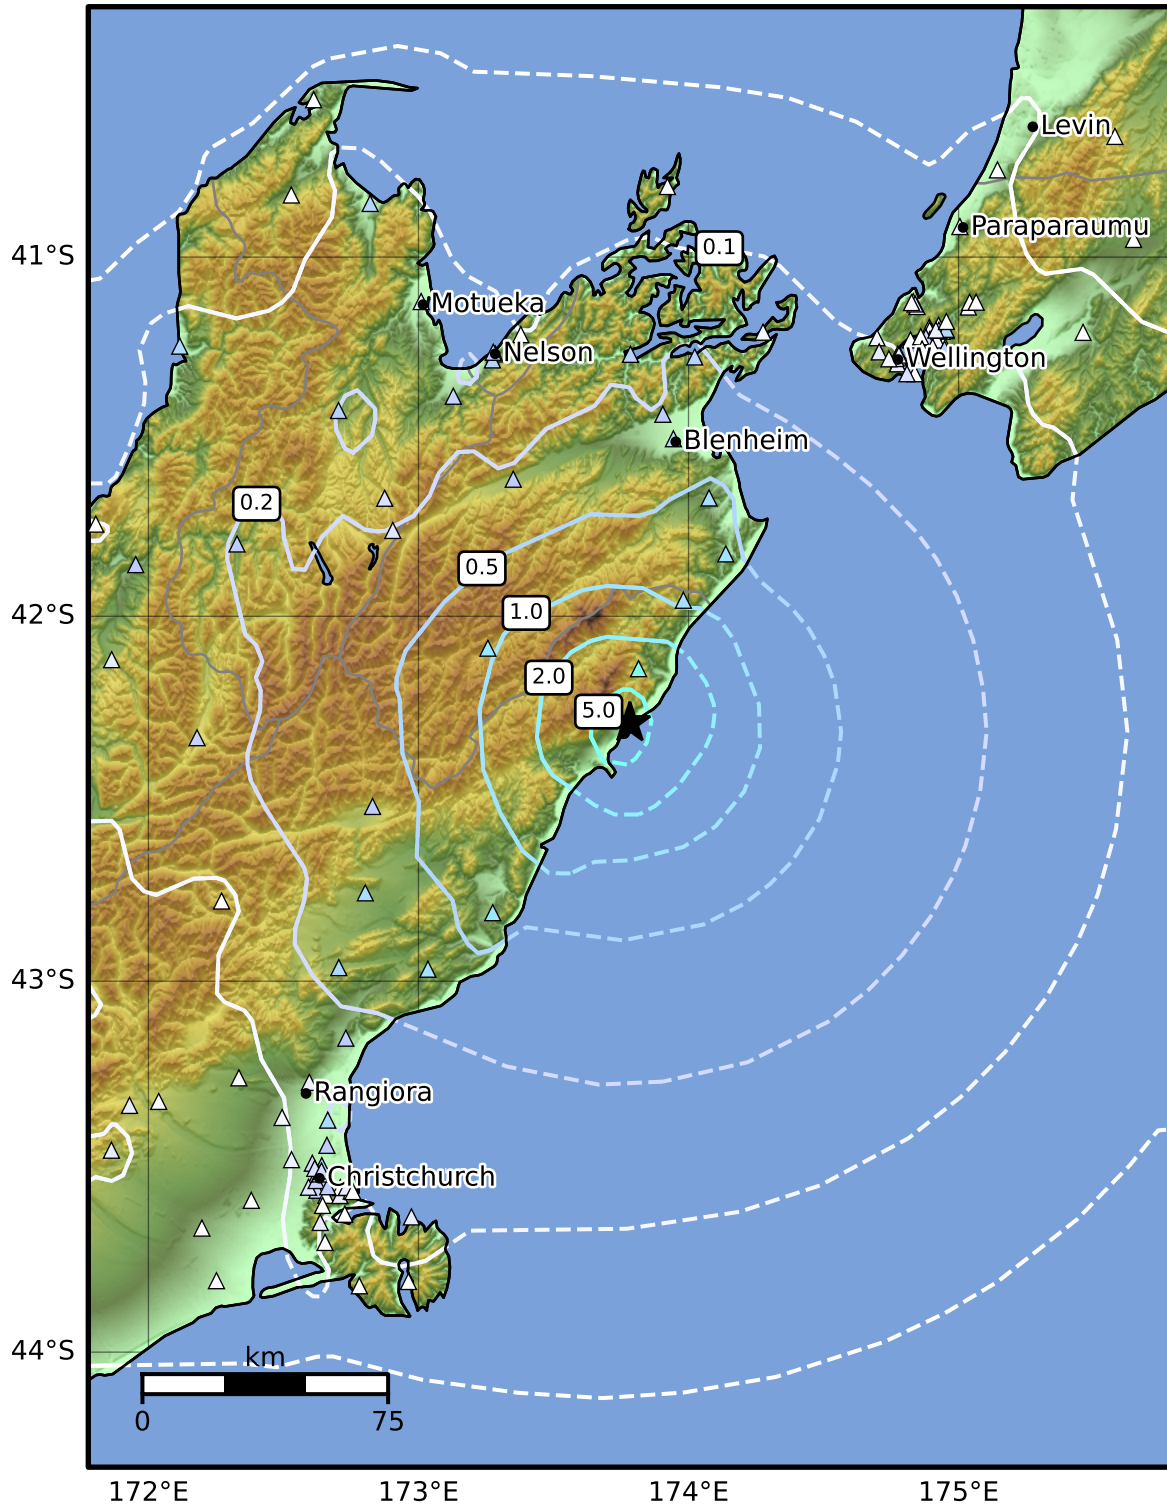 Levin
Paraparaumu
41°S
0.1
Motueka
Nelson
Wellington
Blenheim
0.2
0.5
42°S
1.0
2.0
5.0
43°S
Rangiora
Christchurch
44°S
km
0
75
172°E
173°E
174°E
175°E